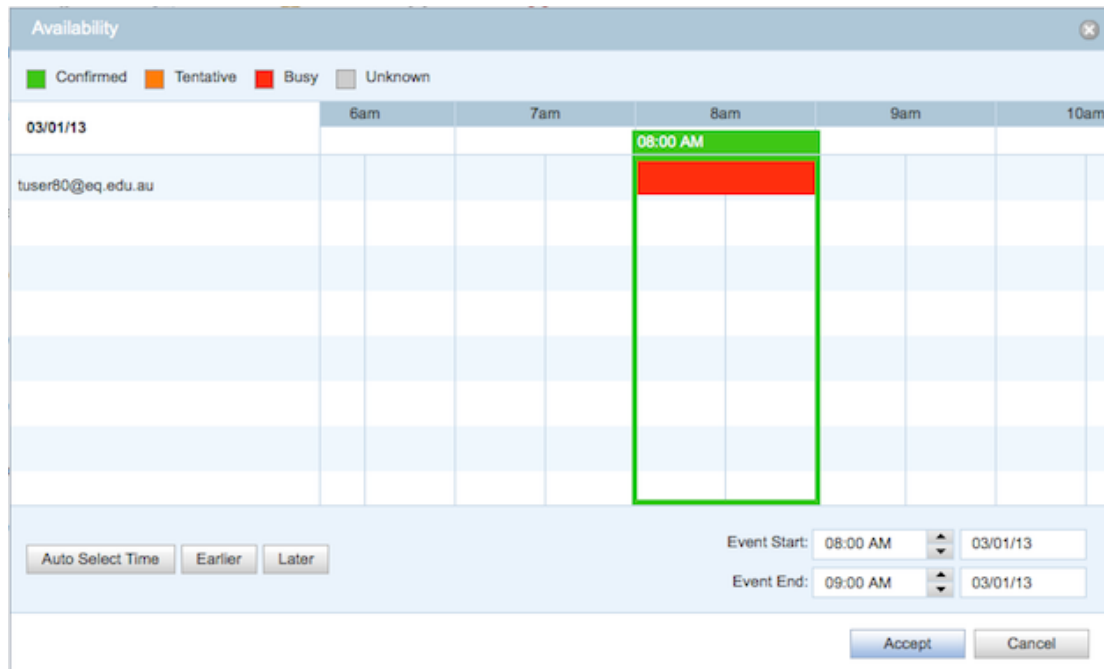 Availability
Confirmed Tentative Busy Unknown
03/01/13 6am 7am 8am 9am 10am
08:00 AM
tuser80@eq.edu.au
Auto Select Time Earlier Later Event Start: 08:00 AM 03/01/13
Event End: 09:00 AM 03/01/13
Accept Cancel